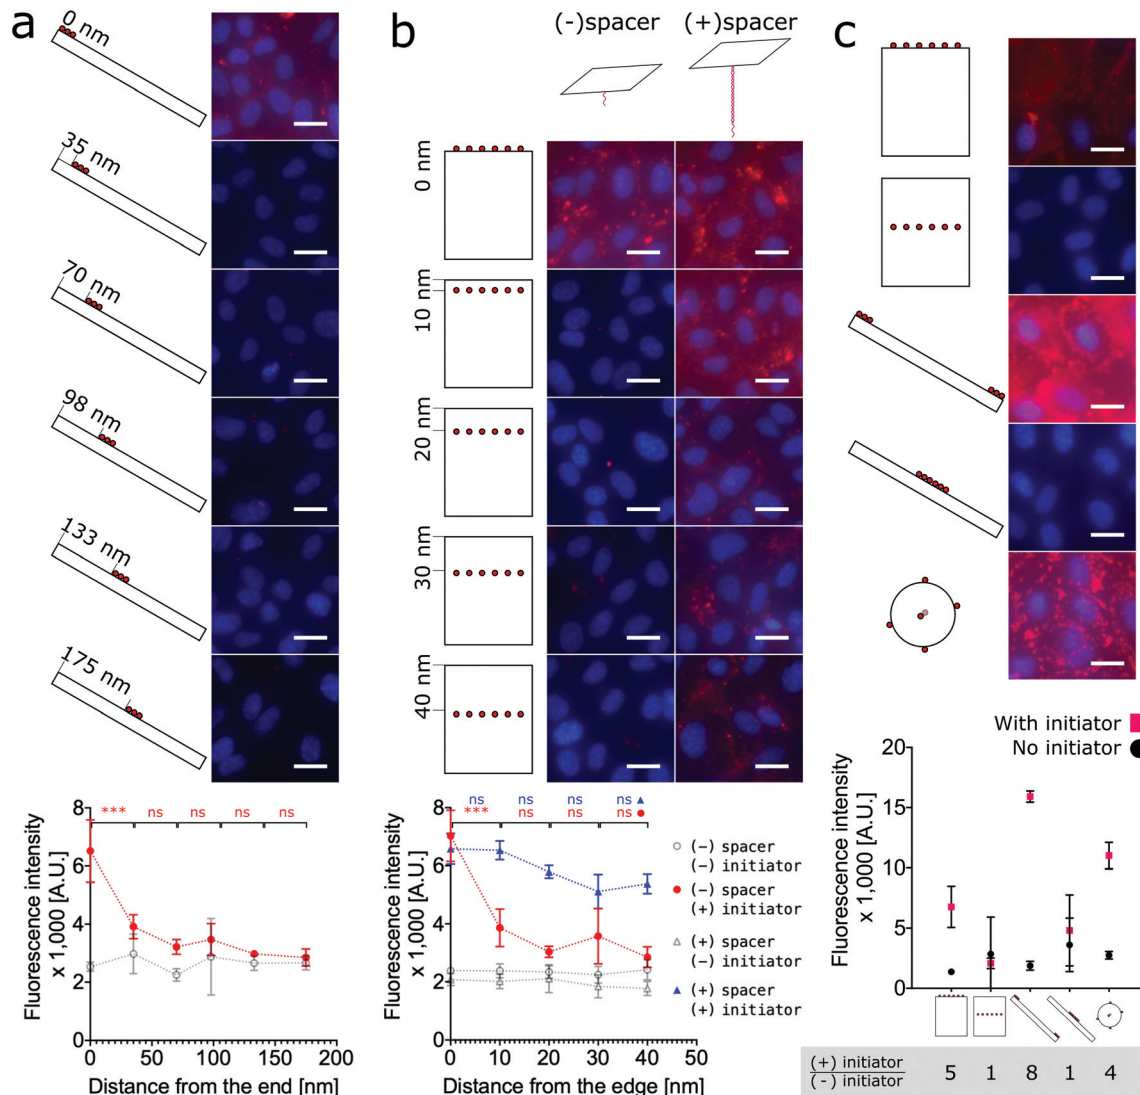 a
0 nm
35 nm
70 nm
98 nm
133 nm
175 nm
*** ns ns ns ns
8
6
4
2
0
0 50 100 150 200
Fluorescence intensity
x 1,000 [A.U.]
Distance from the end [nm]
b
(-)spacer (+)spacer
0 nm
10 nm
20 nm
30 nm
40 nm
ns ns ns ns
*** ns ns ns
8
6
4
2
0
0 10 20 30 40 50
Fluorescence intensity
x 1,000 [A.U.]
Distance from the edge [nm]
(-) spacer
(-) initiator
(-) spacer
(+) initiator
(+) spacer
(-) initiator
(+) spacer
(+) initiator
c
With initiator
No initiator
20
15
10
5
0
Fluorescence intensity
x 1,000 [A.U.]
(+) initiator
(-) initiator
5 1 8 1 4